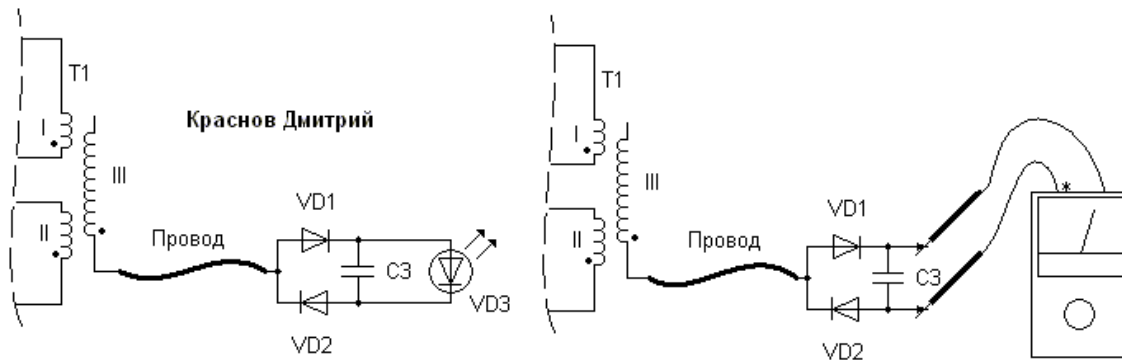 T1
I
Краснов Дмитрий
III
VD1
II
Провод
C3
VD3
VD2
T1
I
III
VD1
II
Провод
C3
VD2
*